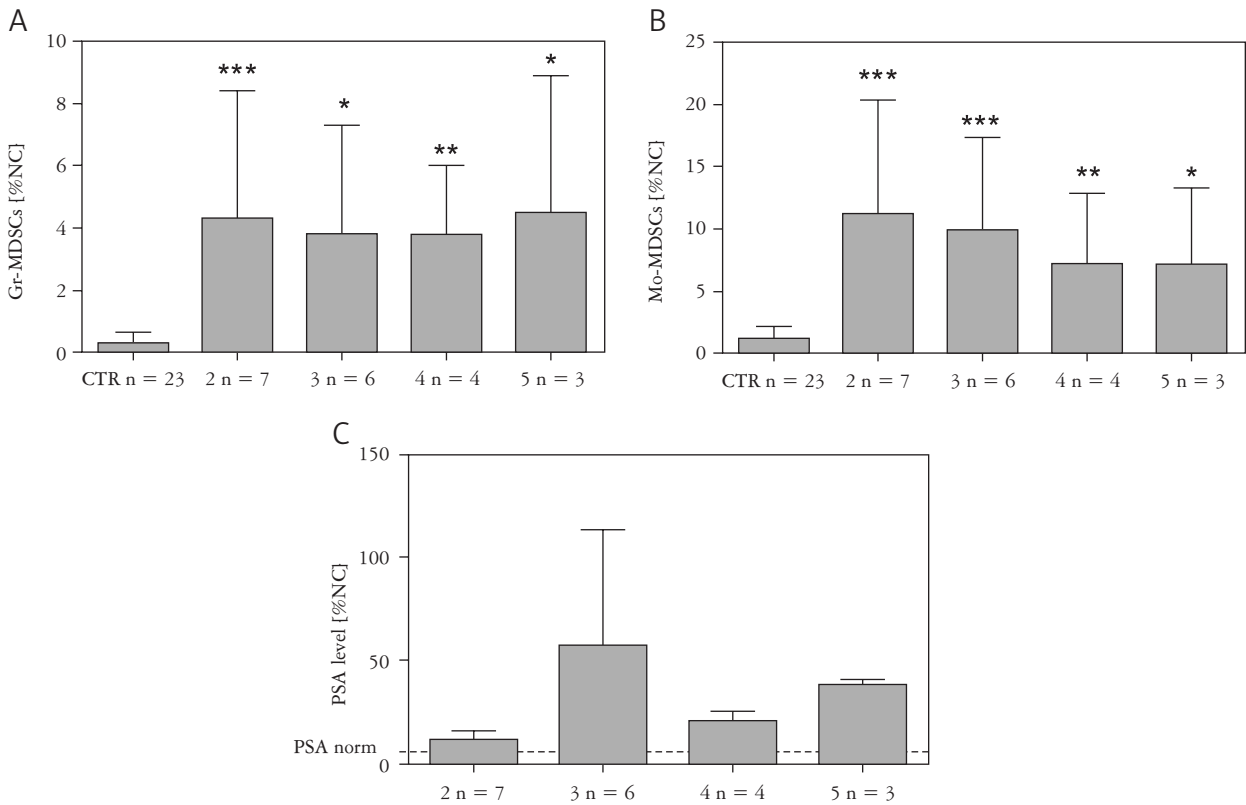 A
Gr-MDSCs [%NC]
10
8
6
4
2
0
***
*
**
*
CTR n = 23 2 n = 7 3 n = 6 4 n = 4 5 n = 3
B
Mo-MDSCs [%NC]
25
20
15
10
5
0
***
***
**
*
CTR n = 23 2 n = 7 3 n = 6 4 n = 4 5 n = 3
C
PSA level [%NC]
150
100
50
PSA norm
0
2 n = 7 3 n = 6 4 n = 4 5 n = 3